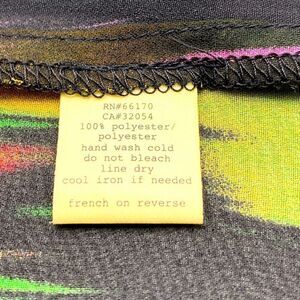 RN#66170
CA#32054
100% polyester/
polyester
hand wash cold
do not bleach
line dry
cool iron if needed
french on reverse